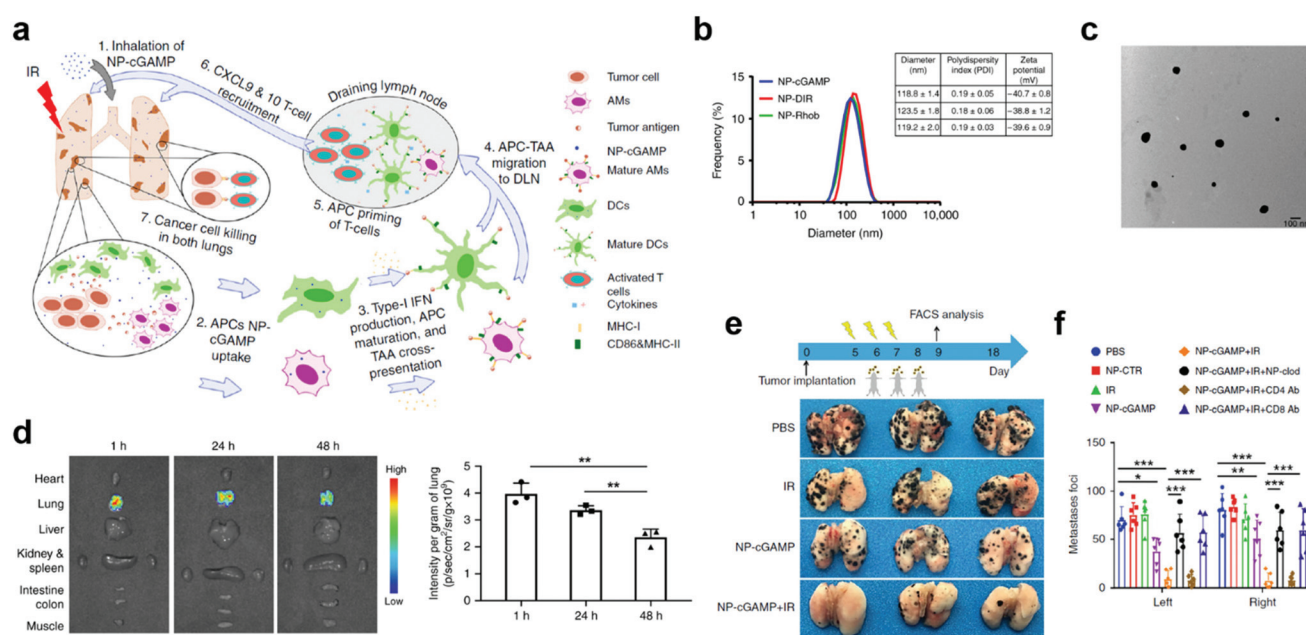 a
1. Inhalation of
NP-cGAMP
IR
6. CXCL9 & 10 T-cell
recruitment
Draining lymph node
4. APC-TAA
migration
to DLN
5. APC priming
of T-cells
7. Cancer cell killing
in both lungs
2. APCs NP-
cGAMP
uptake
3. Type-I IFN
production, APC
maturation, and
TAA cross-
presentation
Tumor cell
AMs
Tumor antigen
NP-cGAMP
Mature AMs
DCs
Mature DCs
Activated T
cells
Cytokines
MHC-I
CD86&MHC-II
b
NP-cGAMP
NP-DIR
NP-Rhob
Frequency (%)
15
10
5
0
1 10 100 1000 10,000
Diameter (nm)
Diameter (nm) Polydispersity index (PDI) Zeta potential (mV)
118.8 ± 1.4 0.19 ± 0.05 −40.7 ± 0.8
123.5 ± 1.8 0.18 ± 0.06 −38.8 ± 1.2
119.2 ± 2.0 0.19 ± 0.03 −39.6 ± 0.9
c
100 nm
d
1 h 24 h 48 h
Heart
Lung
Liver
Kidney &
spleen
Intestine
colon
Muscle
High
Low
Intensity per gram of lung
(p/sec/cm²/sr/g×10⁹)
5
4
3
2
1
0
**
**
1 h 24 h 48 h
e
FACS analysis
0 5 6 7 8 9 18
Day
Tumor implantation
PBS
IR
NP-cGAMP
NP-cGAMP+IR
f
PBS
NP-CTR
IR
NP-cGAMP
NP-cGAMP+IR
NP-cGAMP+IR+NP-clod
NP-cGAMP+IR+CD4 Ab
NP-cGAMP+IR+CD8 Ab
Metastases foci
150
100
50
0
*** *** *** ***
* *** ** ***
Left Right